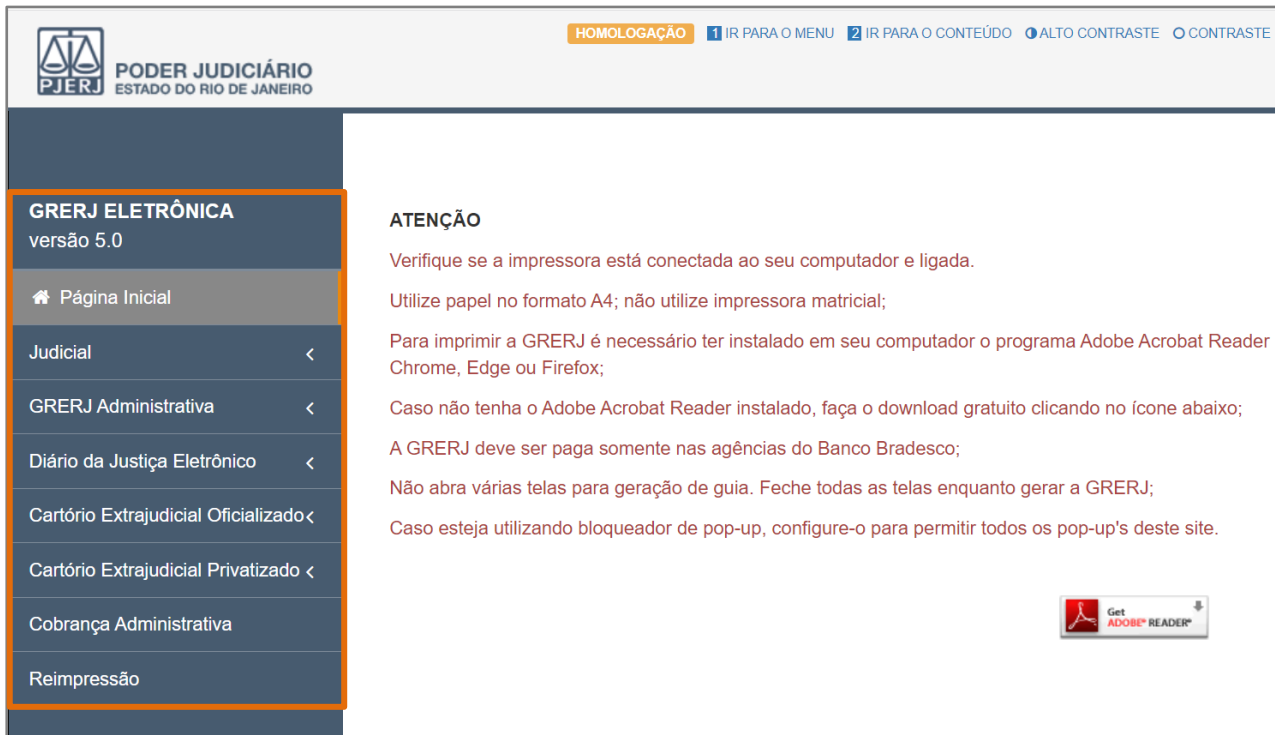 HOMOLOGAÇÃO 1 IR PARA O MENU 2 IR PARA O CONTEÚDO ALTO CONTRASTE CONTRASTE
PJERJ
PODER JUDICIÁRIO
ESTADO DO RIO DE JANEIRO
GRERJ ELETRÔNICA
versão 5.0
Página Inicial
Judicial
GRERJ Administrativa
Diário da Justiça Eletrônico
Cartório Extrajudicial Oficializado
Cartório Extrajudicial Privatizado
Cobrança Administrativa
Reimpressão
ATENÇÃO
Verifique se a impressora está conectada ao seu computador e ligada.
Utilize papel no formato A4; não utilize impressora matricial;
Para imprimir a GRERJ é necessário ter instalado em seu computador o programa Adobe Acrobat Reader
Chrome, Edge ou Firefox;
Caso não tenha o Adobe Acrobat Reader instalado, faça o download gratuito clicando no ícone abaixo;
A GRERJ deve ser paga somente nas agências do Banco Bradesco;
Não abra várias telas para geração de guia. Feche todas as telas enquanto gerar a GRERJ;
Caso esteja utilizando bloqueador de pop-up, configure-o para permitir todos os pop-up's deste site.
Get
ADOBE® READER®